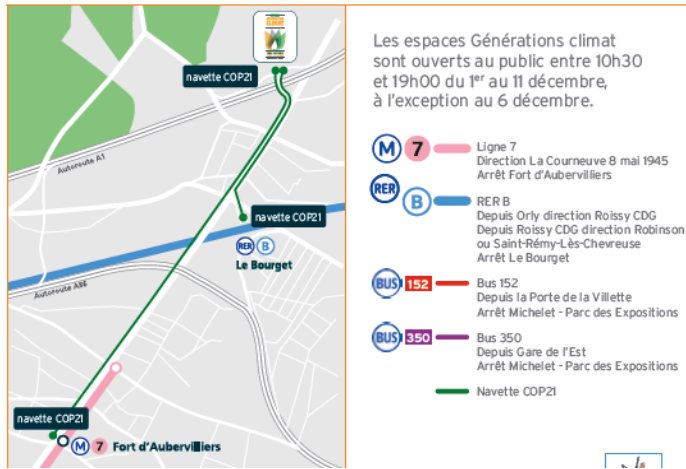 CLIMAT
navette COP21
Autoroute A1
navette COP21
RER B
Le Bourget
Autoroute A86
navette COP21
M 7 Fort d'Aubervilliers
Les espaces Générations climat
sont ouverts au public entre 10h30
et 19h00 du 1er au 11 décembre,
à l'exception au 6 décembre.
M 7 Ligne 7
Direction La Courneuve 8 mai 1945
Arrêt Fort d'Aubervilliers
RER B RER B
Depuis Orly direction Roissy CDG
Depuis Roissy CDG direction Robinson
ou Saint-Rémy-Lès-Chevreuse
Arrêt Le Bourget
BUS 152 Bus 152
Depuis la Porte de la Villette
Arrêt Michelet - Parc des Expositions
BUS 350 Bus 350
Depuis Gare de l'Est
Arrêt Michelet - Parc des Expositions
Navette COP21